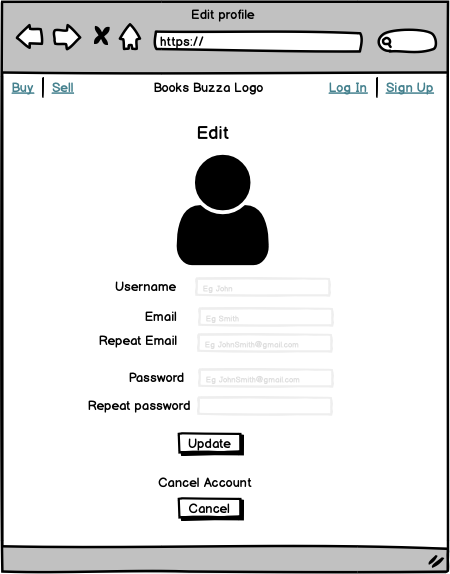 Edit profile
https://
Buy Sell Books Buzza Logo Log In Sign Up
Edit
Username Eg John
Email Eg Smith
Repeat Email Eg JohnSmith@gmail.com
Password Eg JohnSmith@gmail.com
Repeat password
Update
Cancel Account
Cancel